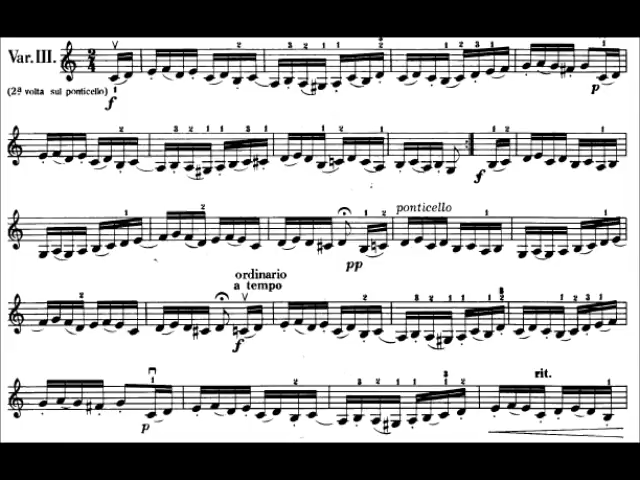 Var. III.
(2ª volta sul ponticello)
f
p
f
pp
ponticello
ordinario
a tempo
f
p
rit.